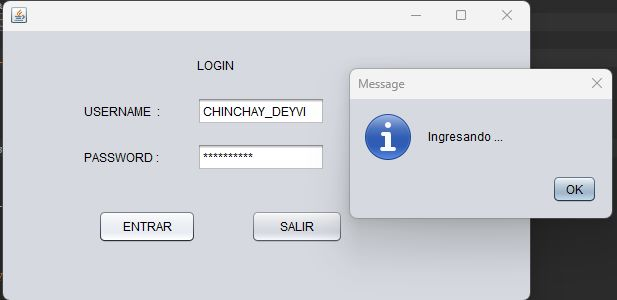 LOGIN
USERNAME :
CHINCHAY_DEYVI
PASSWORD :
**********
ENTRAR
SALIR
Message
Ingresando ...
OK